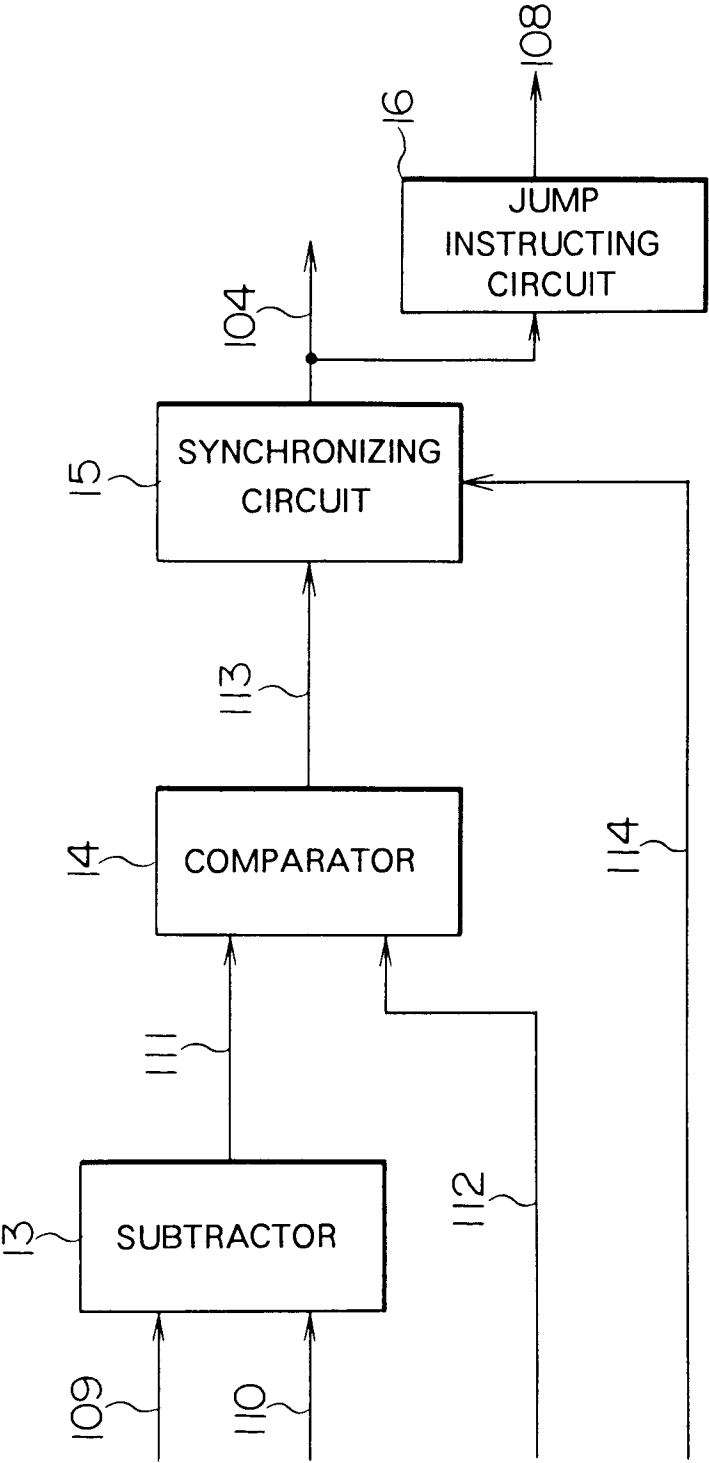 108
16
JUMP
INSTRUCTING
CIRCUIT
104
15
SYNCHRONIZING
CIRCUIT
113
14
COMPARATOR
114
111
112
13
SUBTRACTOR
109
110